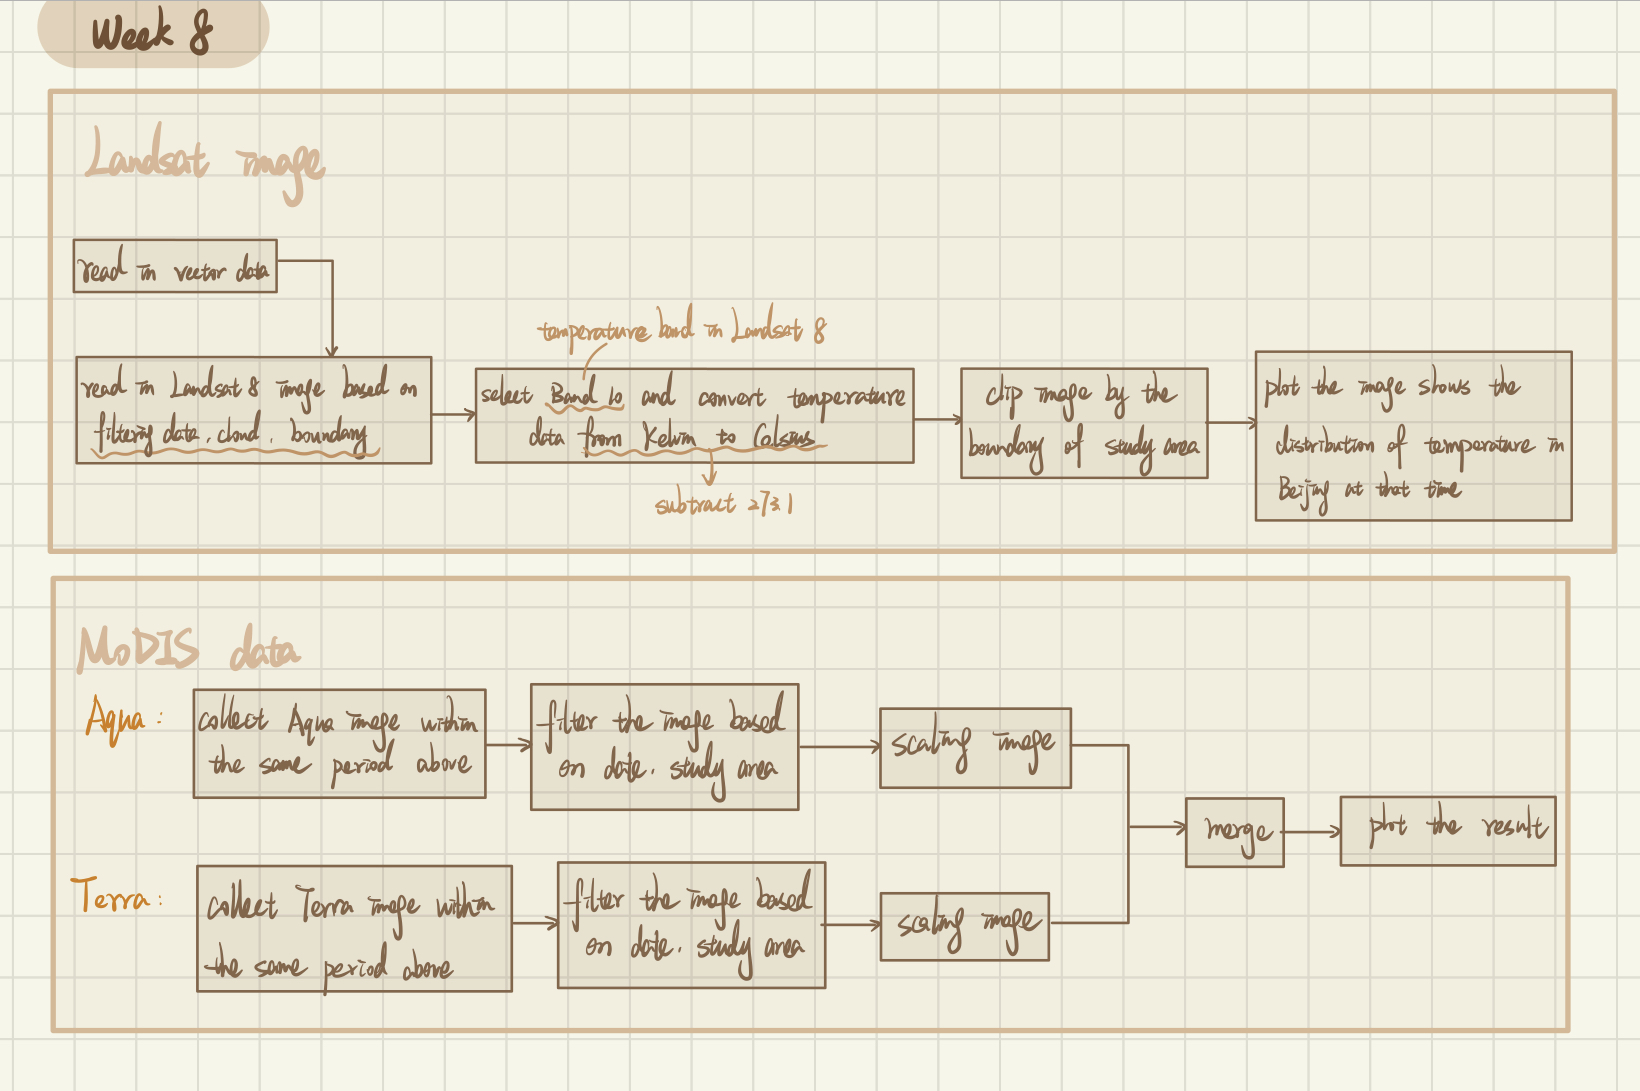 Week 8
Landsat image
read in vector data
temperature band in Landsat 8
read in Landsat 8 image based on
filtering date, cloud, boundary
select Band 10 and convert temperature
data from Kelvin to Celsius
subtract 273.1
clip image by the
boundary of study area
plot the image shows the
distribution of temperature in
Beijing at that time
MoDIS data
Aqua:
collect Aqua image within
the same period above
filter the image based
on date, study area
scaling image
merge
plot the result
Terra:
collect Terra image within
the same period above
filter the image based
on date, study area
scaling image